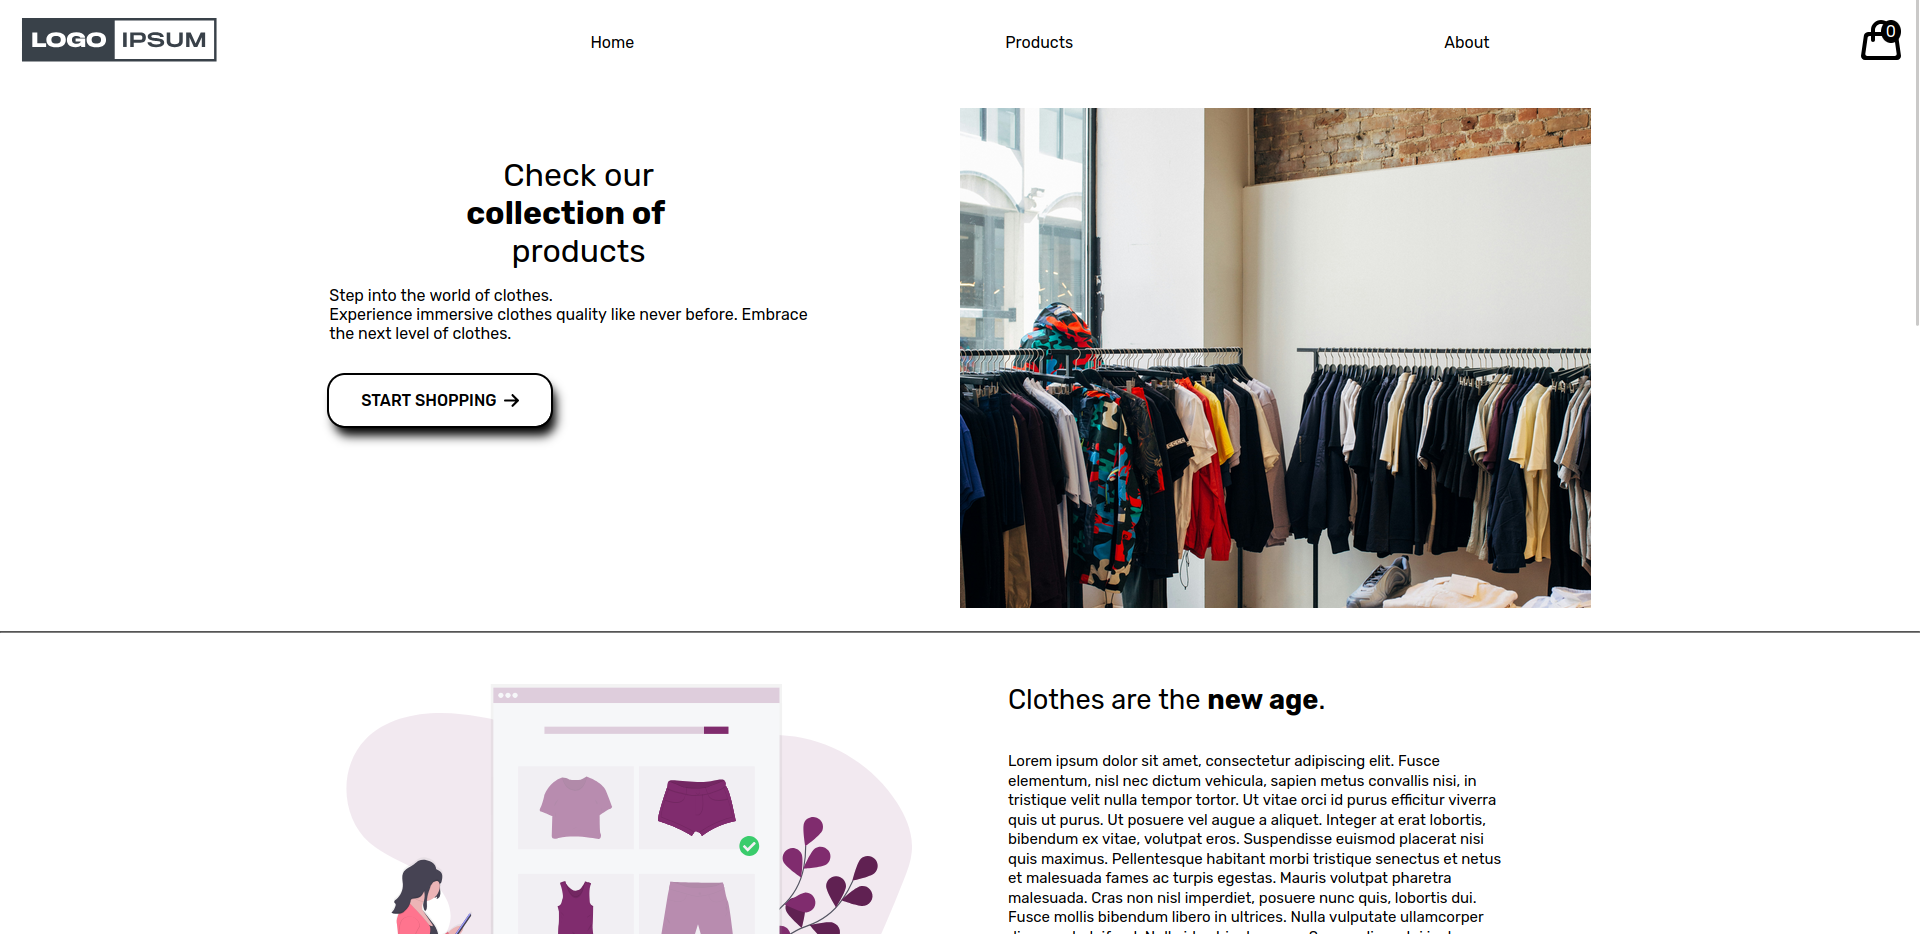 LOGO IPSUM
Home
Products
About
0
Check our
collection of
products
Step into the world of clothes.
Experience immersive clothes quality like never before. Embrace
the next level of clothes.
START SHOPPING →
Clothes are the new age.
Lorem ipsum dolor sit amet, consectetur adipiscing elit. Fusce
elementum, nisl nec dictum vehicula, sapien metus convallis nisi, in
tristique velit nulla tempor tortor. Ut vitae orci id purus efficitur viverra
quis ut purus. Ut posuere vel augue a aliquet. Integer at erat lobortis,
bibendum ex vitae, volutpat eros. Suspendisse euismod placerat nisi
quis maximus. Pellentesque habitant morbi tristique senectus et netus
et malesuada fames ac turpis egestas. Mauris volutpat pharetra
malesuada. Cras non nisl imperdiet, posuere nunc quis, lobortis dui.
Fusce mollis bibendum libero in ultrices. Nulla vulputate ullamcorper